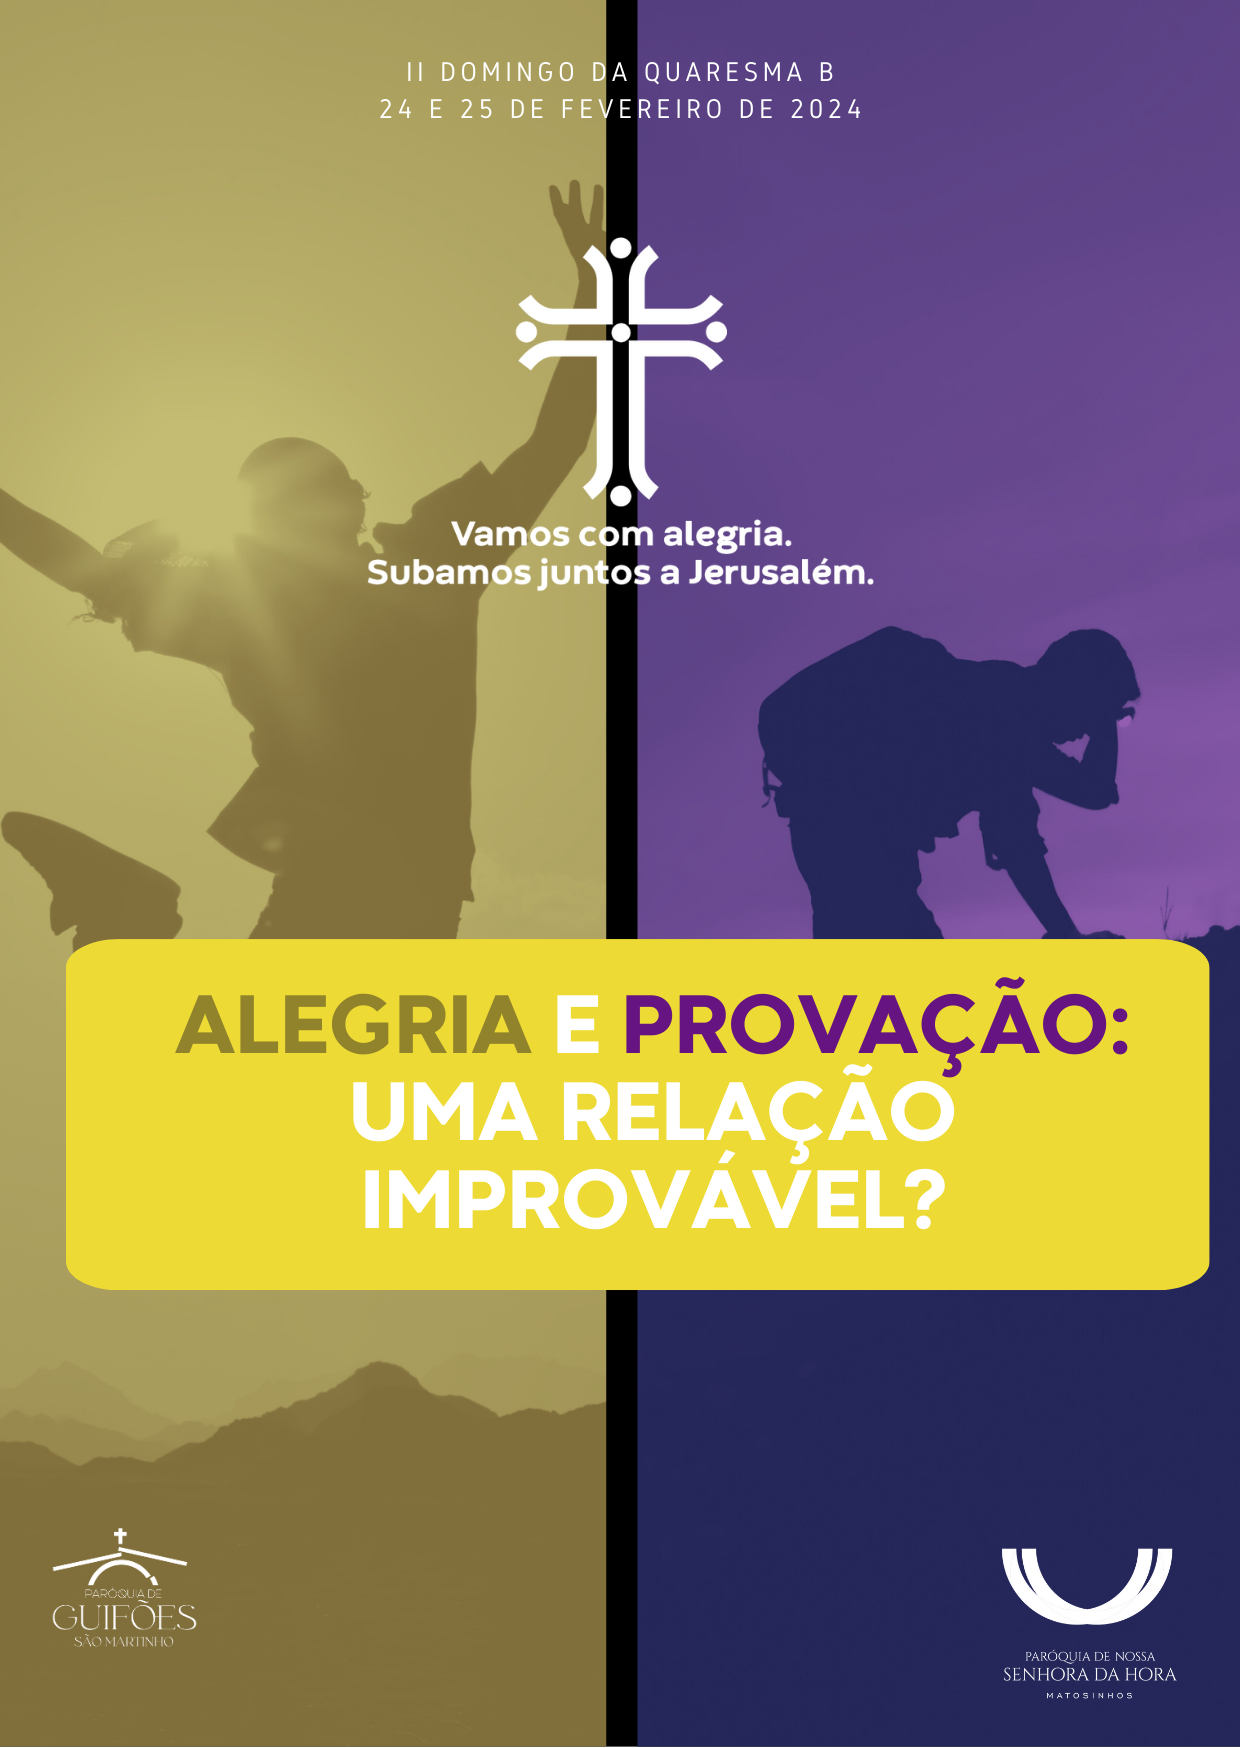 II DOMINGO DA QUARESMA B
24 E 25 DE FEVEREIRO DE 2024
Vamos com alegria.
Subamos juntos a Jerusalém.
ALEGRIA E PROVAÇÃO:
UMA RELAÇÃO
IMPROVÁVEL?
PARÓQUIA DE
GUIFÕES
SÃO MARTINHO
PARÓQUIA DE NOSSA
SENHORA DA HORA
MATOSINHOS